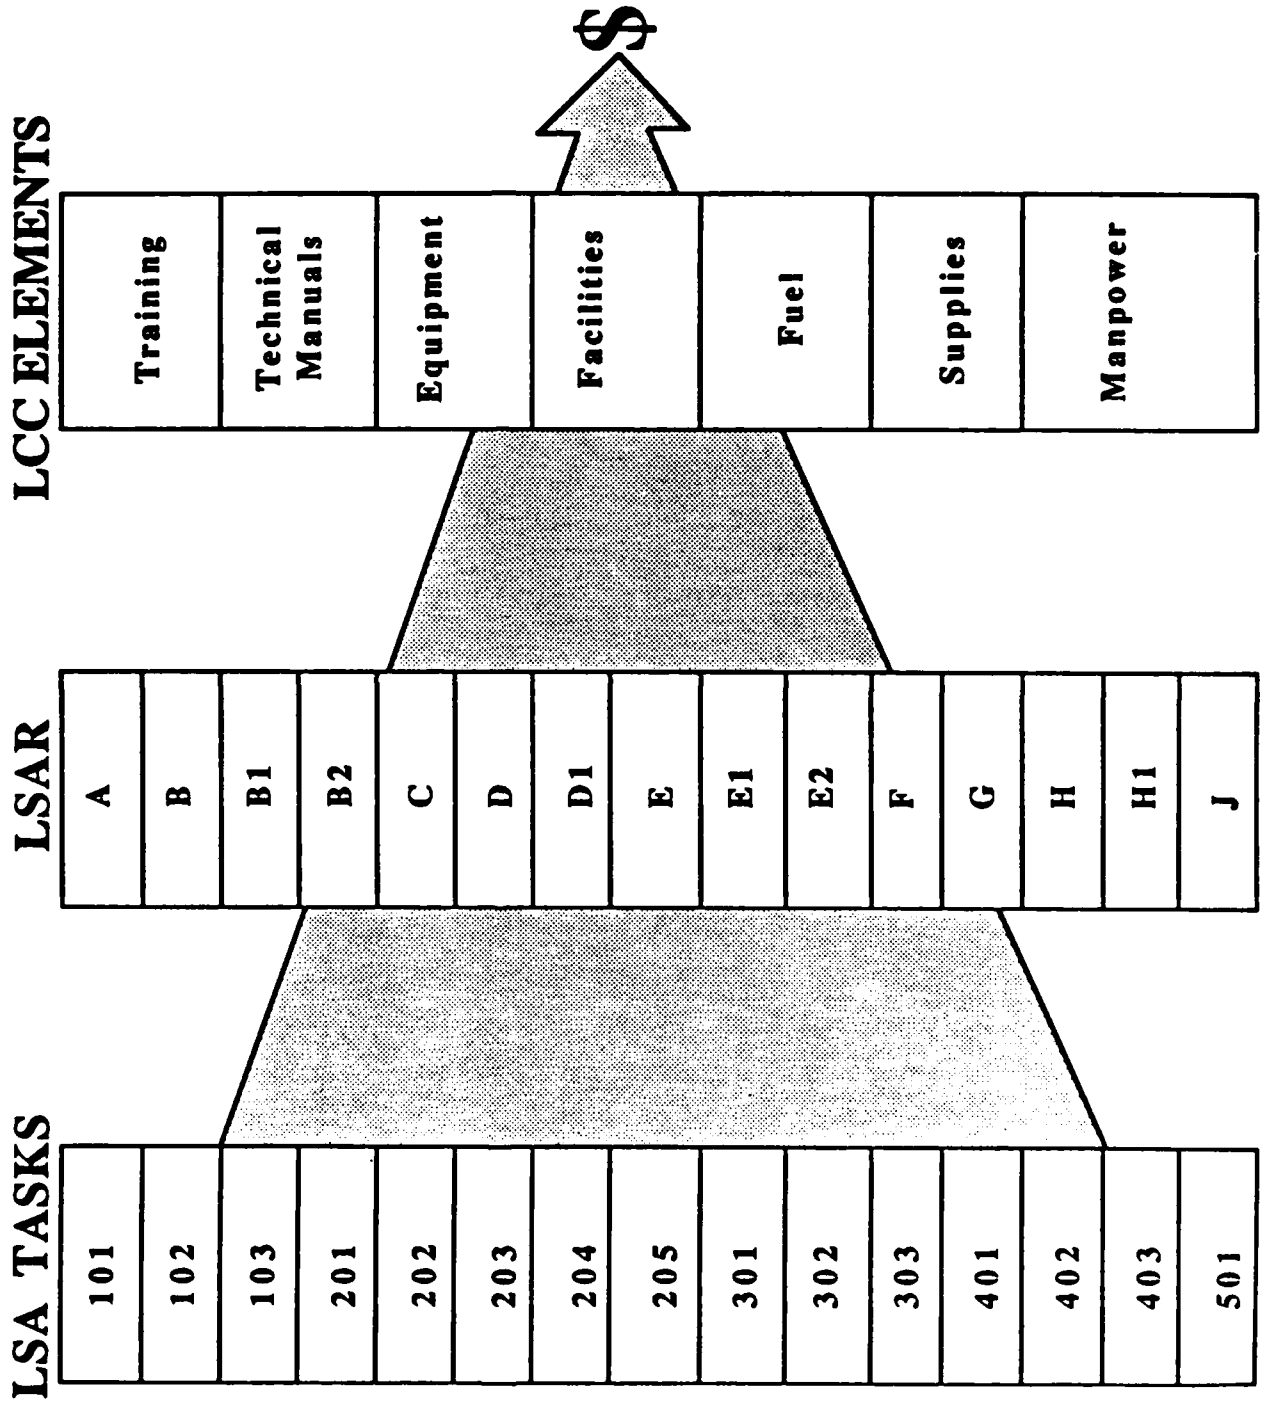 LSA TASKS
101
102
103
201
202
203
204
205
301
302
303
401
402
403
501
LSAR
A
B
B1
B2
C
D
D1
E
E1
E2
F
G
H
H1
J
LCC ELEMENTS
Training
Technical
Manuals
Equipment
Facilities
Fuel
Supplies
Manpower
$